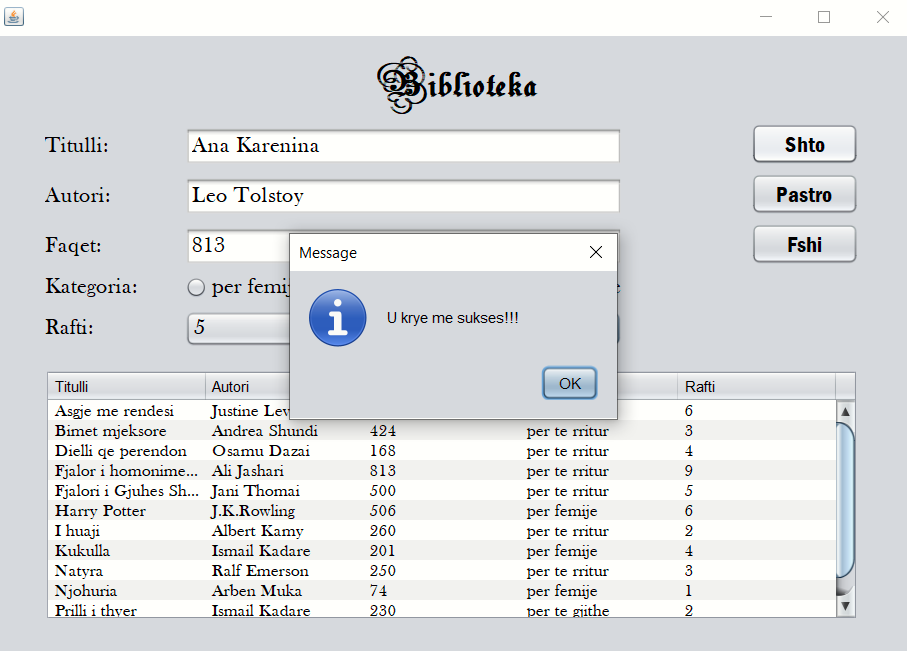 Biblioteka
Titulli: Ana Karenina Shto
Autori: Leo Tolstoy Pastro
Faqet: 813 Fshi
Message
Kategoria: per femij
U krye me sukses!!!
Rafti: 5
OK
Titulli Autori Rafti
Asgje me rendesi Justine Lev 6
Bimet mjeksore Andrea Shundi 424 per te rritur 3
Dielli qe perendon Osamu Dazai 168 per te rritur 4
Fjalor i homonime... Ali Jashari 813 per te rritur 9
Fjalori i Gjuhes Sh... Jani Thomai 500 per te rritur 5
Harry Potter J.K.Rowling 506 per femije 6
I huaji Albert Kamy 260 per te rritur 2
Kukulla Ismail Kadare 201 per femije 4
Natyra Ralf Emerson 250 per te rritur 3
Njohuria Arben Muka 74 per femije 1
Prilli i thyer Ismail Kadare 230 per te gjithe 2